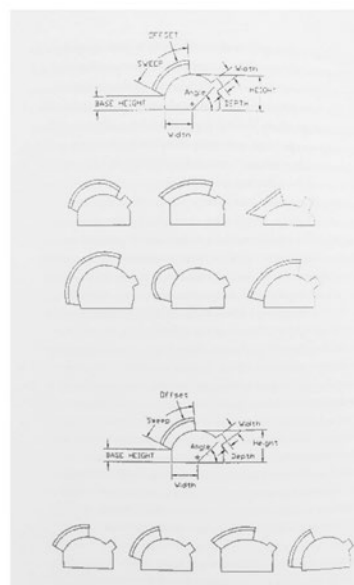 OFFSET
SWEEP
Width
BASE HEIGHT
Angle
HEIGHT
DEPTH
Width
Offset
Sweep
Width
BASE HEIGHT
Angle
Height
Depth
Width